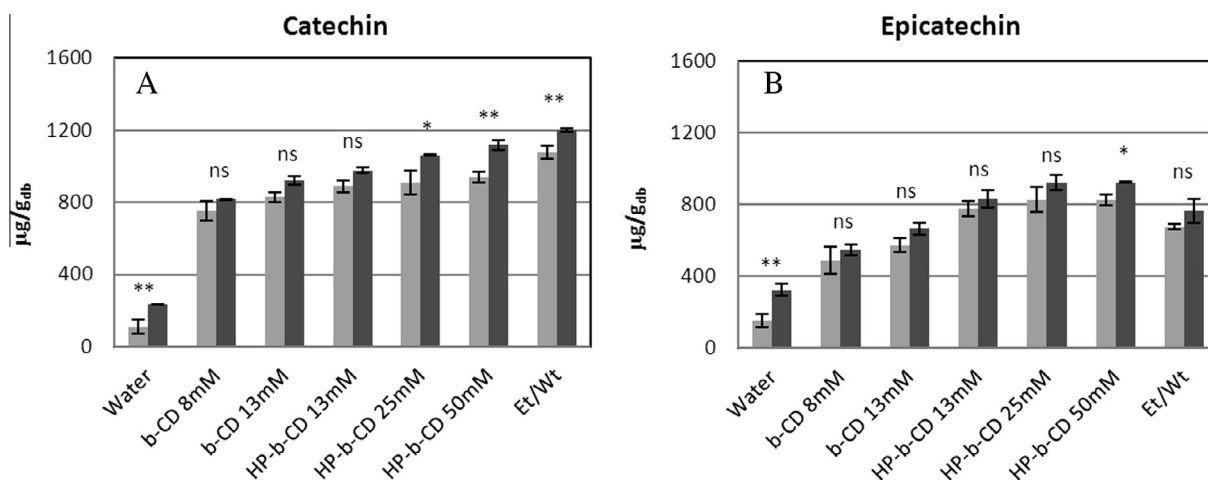 Catechin
A
µg/gdb
1600
1200
800
400
0
**
ns
ns
ns
*
**
**
Water
b-CD 8mM
b-CD 13mM
HP-b-CD 13mM
HP-b-CD 25mM
HP-b-CD 50mM
Et/Wt
Epicatechin
B
µg/gdb
1600
1200
800
400
0
**
ns
ns
ns
ns
*
ns
Water
b-CD 8mM
b-CD 13mM
HP-b-CD 13mM
HP-b-CD 25mM
HP-b-CD 50mM
Et/Wt